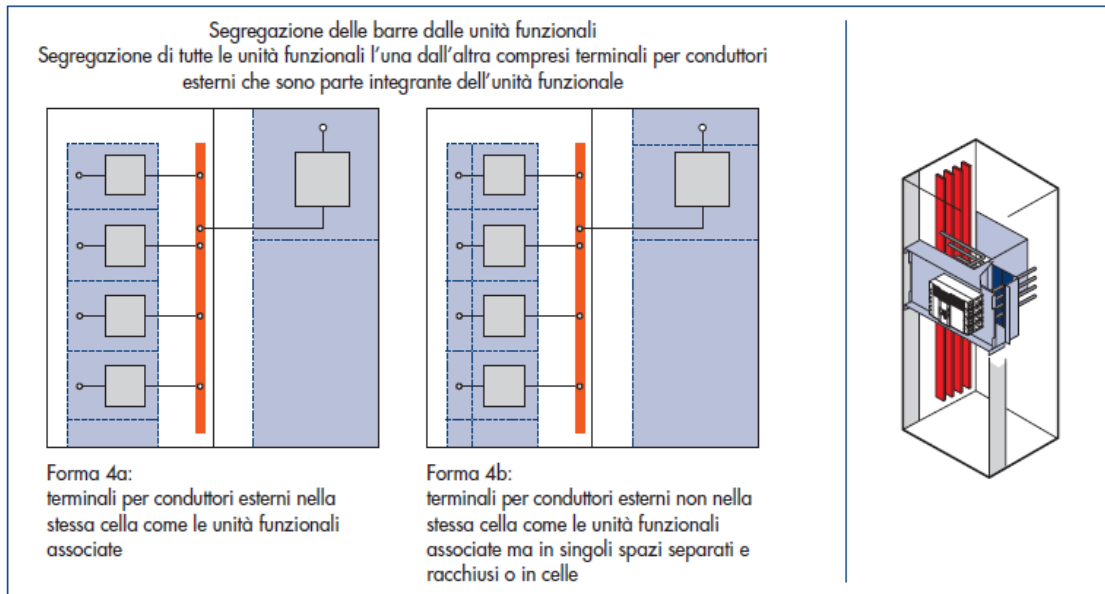 Segregazione delle barre dalle unità funzionali
Segregazione di tutte le unità funzionali l'una dall'altra compresi terminali per conduttori
esterni che sono parte integrante dell'unità funzionale
Forma 4a:
terminali per conduttori esterni nella
stessa cella come le unità funzionali
associate
Forma 4b:
terminali per conduttori esterni non nella
stessa cella come le unità funzionali
associate ma in singoli spazi separati e
racchiusi o in celle